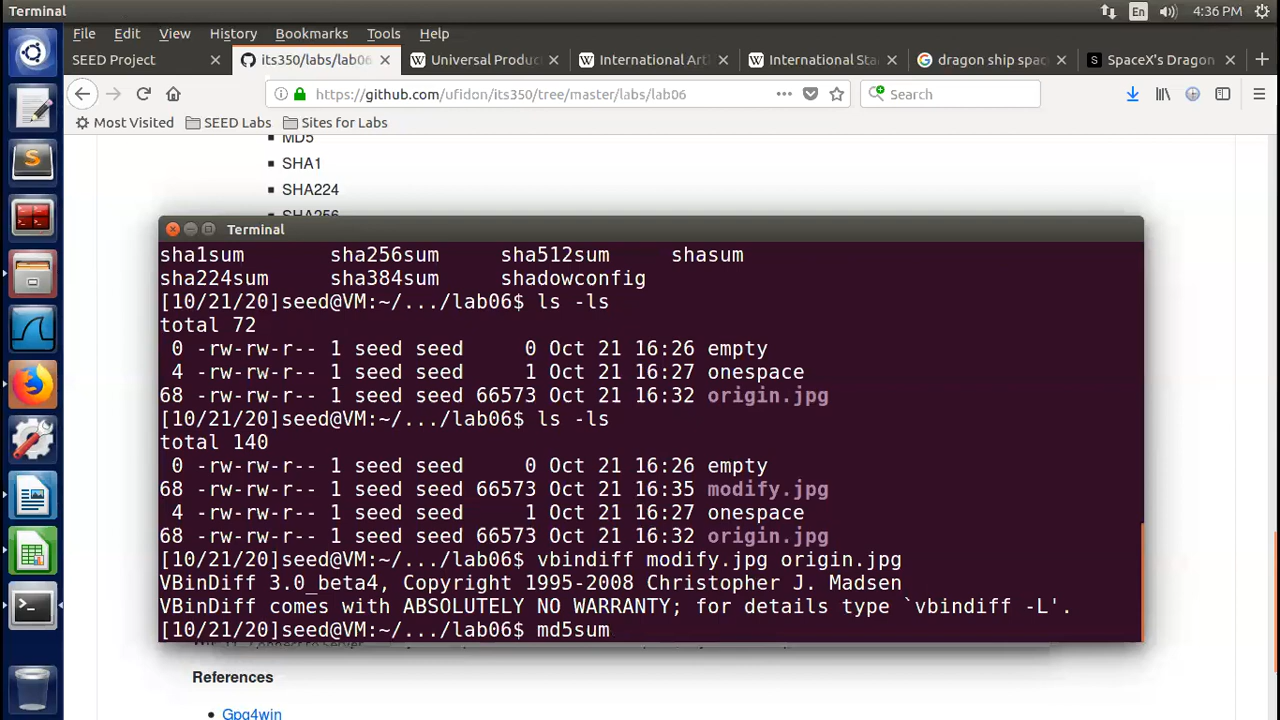 Terminal
En
4:36 PM
File Edit View History Bookmarks Tools Help
SEED Project
its350/labs/lab06
Universal Produc
International Art
International Sta
dragon ship spac
SpaceX's Dragon
https://github.com/ufidon/its350/tree/master/labs/lab06
Search
Most Visited SEED Labs Sites for Labs
MD5
SHA1
SHA224
SHA256
Terminal
sha1sum sha256sum sha512sum shasum
sha224sum sha384sum shadowconfig
[10/21/20]seed@VM:~/.../lab06$ ls -ls
total 72
0 -rw-rw-r-- 1 seed seed 0 Oct 21 16:26 empty
4 -rw-rw-r-- 1 seed seed 1 Oct 21 16:27 onespace
68 -rw-rw-r-- 1 seed seed 66573 Oct 21 16:32 origin.jpg
[10/21/20]seed@VM:~/.../lab06$ ls -ls
total 140
0 -rw-rw-r-- 1 seed seed 0 Oct 21 16:26 empty
68 -rw-rw-r-- 1 seed seed 66573 Oct 21 16:35 modify.jpg
4 -rw-rw-r-- 1 seed seed 1 Oct 21 16:27 onespace
68 -rw-rw-r-- 1 seed seed 66573 Oct 21 16:32 origin.jpg
[10/21/20]seed@VM:~/.../lab06$ vbindiff modify.jpg origin.jpg
VBinDiff 3.0_beta4, Copyright 1995-2008 Christopher J. Madsen
VBinDiff comes with ABSOLUTELY NO WARRANTY; for details type `vbindiff -L'.
[10/21/20]seed@VM:~/.../lab06$ md5sum
References
Gpg4win